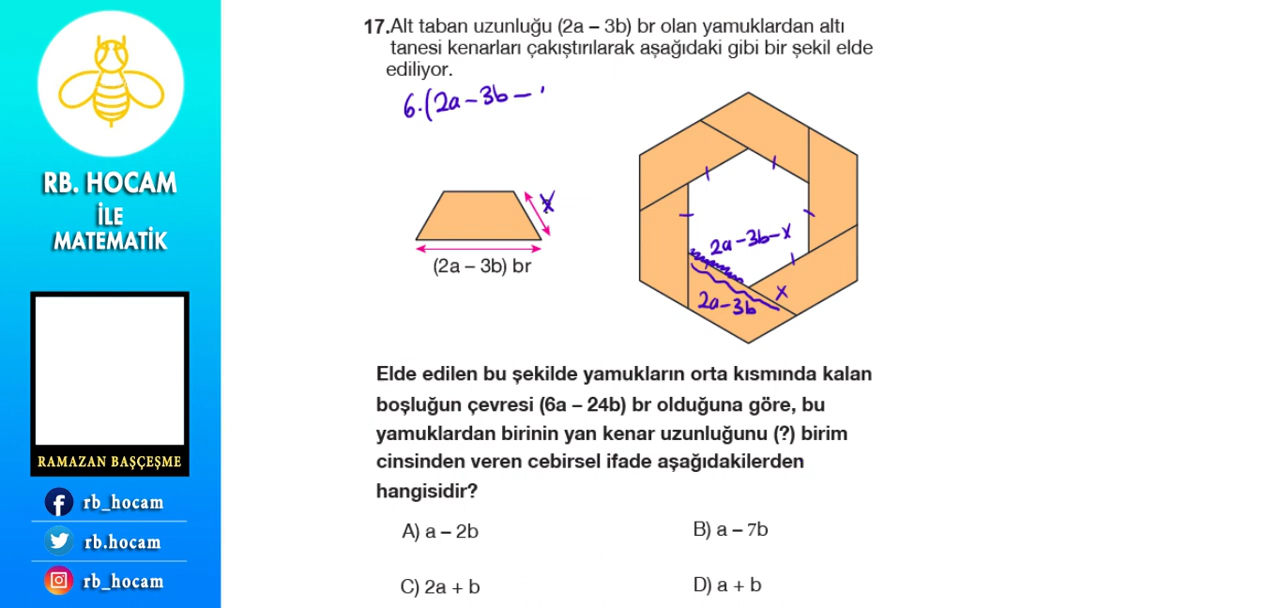 RB. HOCAM
İLE
MATEMATİK
RAMAZAN BAŞÇEŞME
rb_hocam
rb.hocam
rb_hocam
17.Alt taban uzunluğu (2a – 3b) br olan yamuklardan altı
tanesi kenarları çakıştırılarak aşağıdaki gibi bir şekil elde
ediliyor.
6.(2a-3b-
x
(2a – 3b) br
2a-3b-x
x
2a-3b
Elde edilen bu şekilde yamukların orta kısmında kalan
boşluğun çevresi (6a – 24b) br olduğuna göre, bu
yamuklardan birinin yan kenar uzunluğunu (?) birim
cinsinden veren cebirsel ifade aşağıdakilerden
hangisidir?
A) a – 2b
B) a – 7b
C) 2a + b
D) a + b